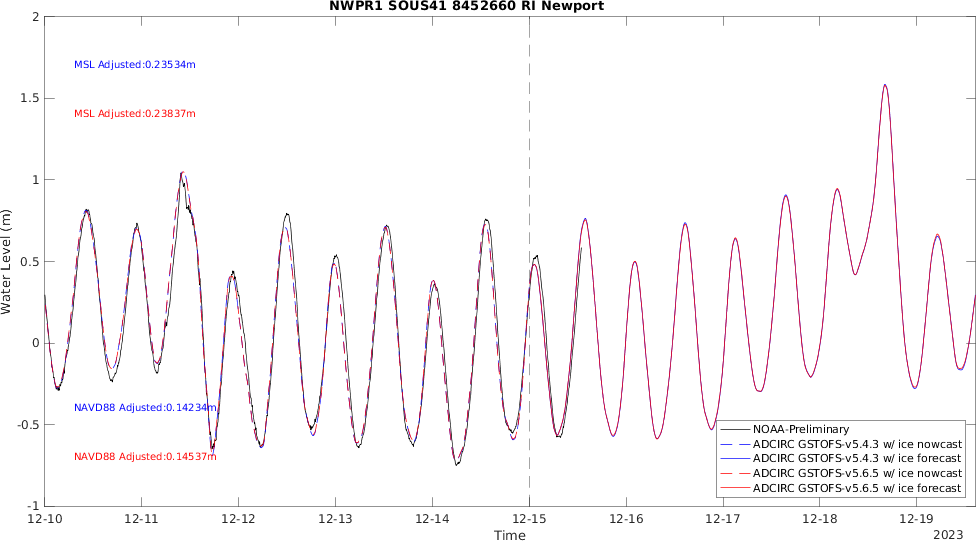 NWPR1 SOUS41 8452660 RI Newport
2
1.5
1
0.5
0
-0.5
-1
Water Level (m)
MSL Adjusted:0.23534m
MSL Adjusted:0.23837m
NAVD88 Adjusted:0.14234m
NAVD88 Adjusted:0.14537m
NOAA-Preliminary
ADCIRC GSTOFS-v5.4.3 w/ ice nowcast
ADCIRC GSTOFS-v5.4.3 w/ ice forecast
ADCIRC GSTOFS-v5.6.5 w/ ice nowcast
ADCIRC GSTOFS-v5.6.5 w/ ice forecast
12-10 12-11 12-12 12-13 12-14 12-15 12-16 12-17 12-18 12-19
Time
2023